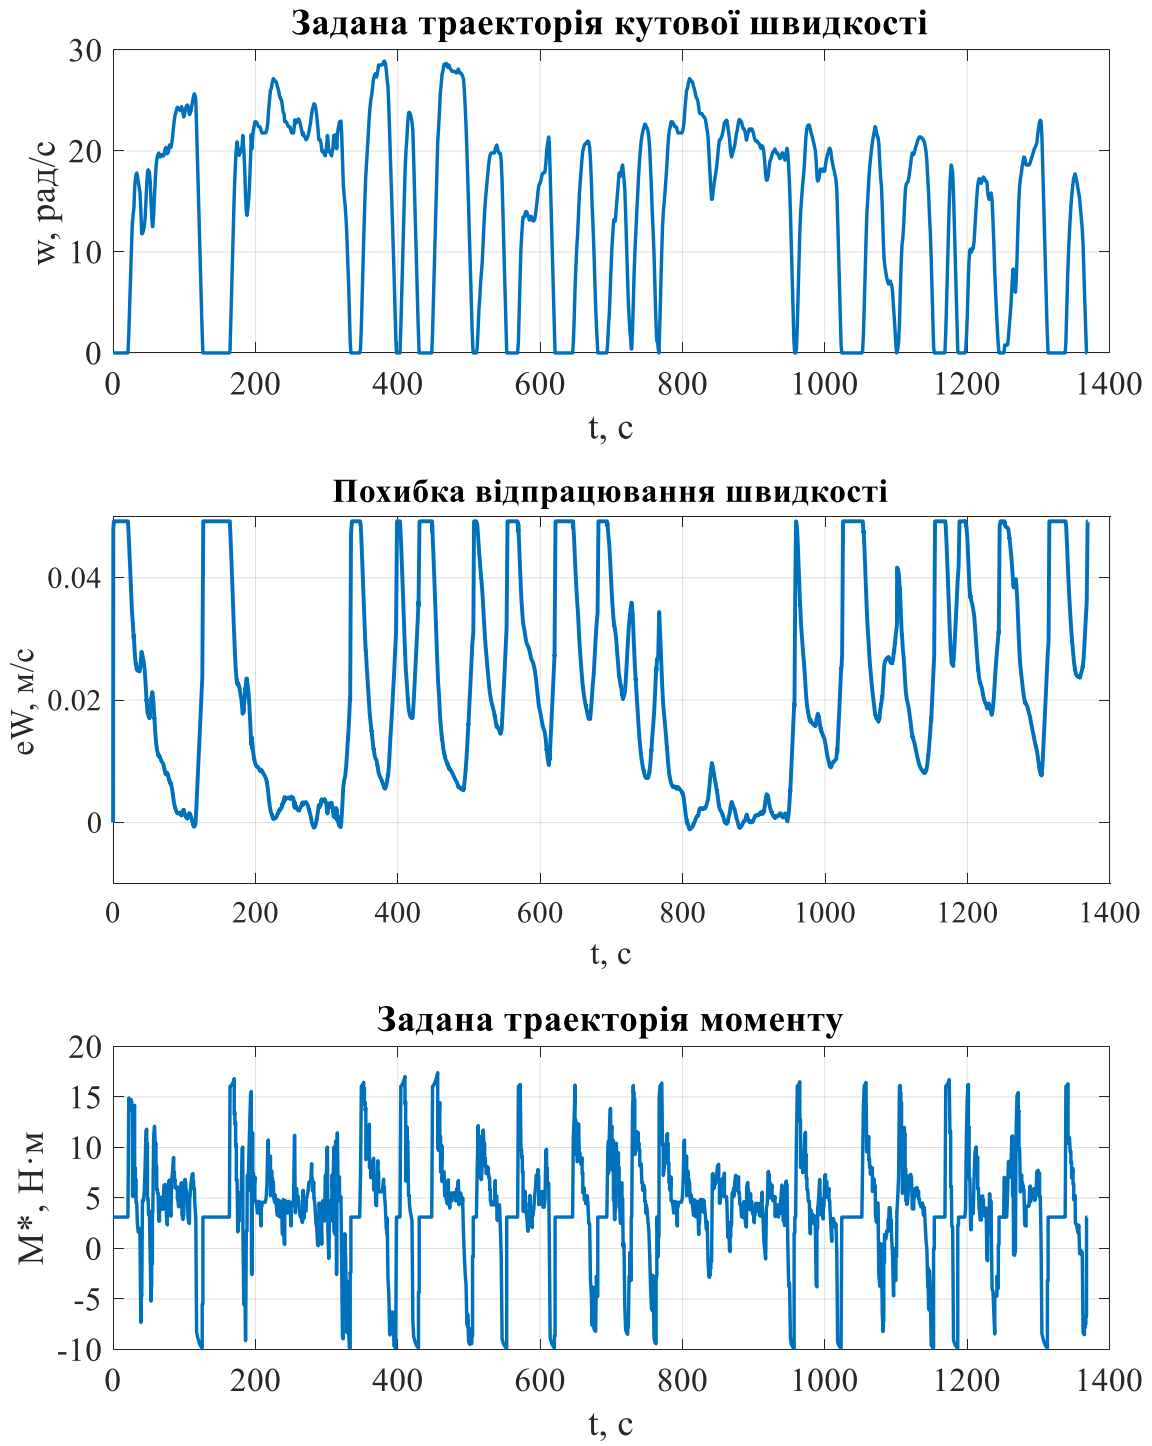 Задана траекторія кутової швидкості
30
20
10
0
w, рад/с
0 200 400 600 800 1000 1200 1400
t, с
Похибка відпрацювання швидкості
0.04
0.02
0
eW, м/с
0 200 400 600 800 1000 1200 1400
t, с
Задана траекторія моменту
20
15
10
5
0
-5
-10
M*, Н·м
0 200 400 600 800 1000 1200 1400
t, с